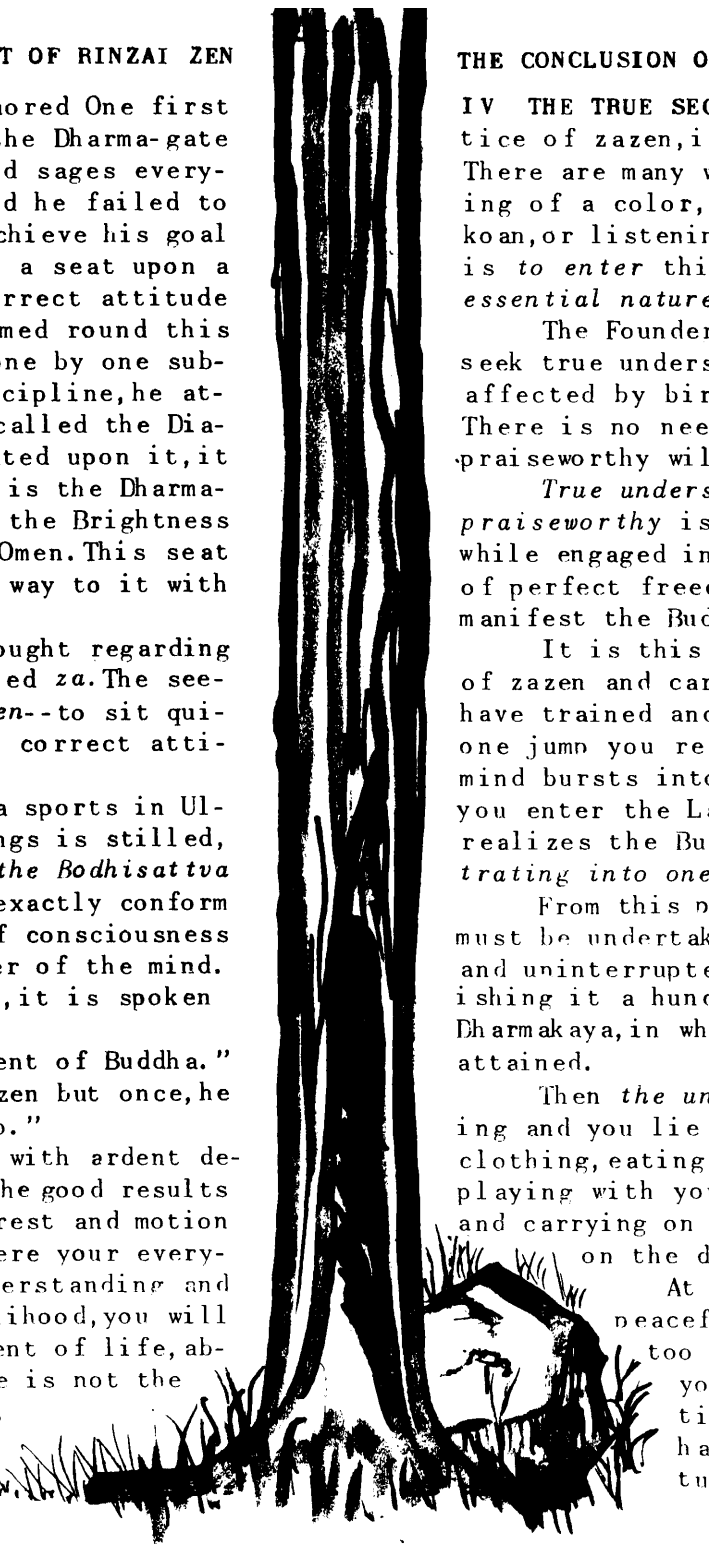 T OF RINZAI ZEN
nored One first
the Dharma-gate
d sages every-
d he failed to
chieve his goal
a seat upon a
rrect attitude
med round this
one by one sub-
cipline, he at-
called the Dia-
ted upon it, it
is the Dharma-
the Brightness
Omen. This seat
way to it with
ought regarding
ed za. The see-
en--to sit qui-
correct atti-
a sports in Ul-
ngs is stilled,
the Bodhisattva
exactly conform
f consciousness
er of the mind.
, it is spoken
ent of Buddha."
zen but once, he
o."
with ardent de-
he good results
rest and motion
ere your every-
erstanding and
lihood, you will
ent of life, ab-
e is not the
THE CONCLUSION O
IV THE TRUE SEC
tice of zazen, i
There are many v
ing of a color,
koan, or listenin
is to enter thi
essential nature
The Founder
seek true unders
affected by bir
There is no nee
praiseworthy wil
True unders
praiseworthy is
while engaged in
of perfect freed
manifest the Bud
It is this
of zazen and car
have trained and
one jump you re
mind bursts into
you enter the La
realizes the Bu
trating into one
From this p
must be undertak
and uninterrupte
ishing it a hund
Dharmakaya, in wh
attained.
Then the un
ing and you lie
clothing, eating
playing with yo
and carrying on
on the d
At
peacef
too
yo
ti
ha
tu